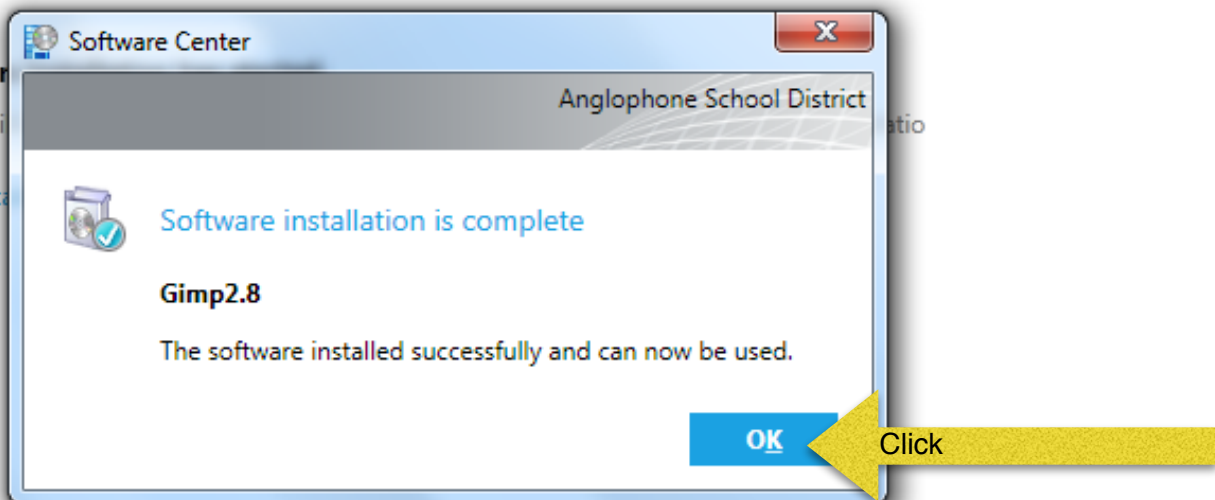 Software Center
Anglophone School District
atio
Software installation is complete
Gimp2.8
The software installed successfully and can now be used.
OK
Click